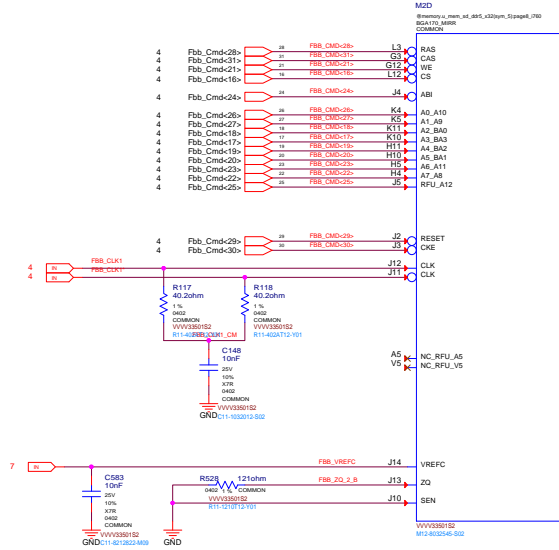 M2D
@memory.u_mem_sd_ddr5_x32(sym_5):page8_i760
BGA170_MIRR
COMMON
4 Fbb_Cmd<28> 28 FBB_CMD<28> L3 RAS
4 Fbb_Cmd<31> 31 FBB_CMD<31> G3 CAS
4 Fbb_Cmd<21> 21 FBB_CMD<21> G12 WE
4 Fbb_Cmd<16> 16 FBB_CMD<16> L12 CS
4 Fbb_Cmd<24> 24 FBB_CMD<24> J4 ABI
4 Fbb_Cmd<26> 26 FBB_CMD<26> K4 A0_A10
4 Fbb_Cmd<27> 27 FBB_CMD<27> K5 A1_A9
4 Fbb_Cmd<18> 18 FBB_CMD<18> K11 A2_BA0
4 Fbb_Cmd<17> 17 FBB_CMD<17> K10 A3_BA3
4 Fbb_Cmd<19> 19 FBB_CMD<19> H11 A4_BA2
4 Fbb_Cmd<20> 20 FBB_CMD<20> H10 A5_BA1
4 Fbb_Cmd<23> 23 FBB_CMD<23> H5 A6_A11
4 Fbb_Cmd<22> 22 FBB_CMD<22> H4 A7_A8
4 Fbb_Cmd<25> 25 FBB_CMD<25> J5 RFU_A12
4 Fbb_Cmd<29> 29 FBB_CMD<29> J2 RESET
4 Fbb_Cmd<30> 30 FBB_CMD<30> J3 CKE
4 IN FBB_CLK1 J12 CLK
4 IN FBB_CLK1* J11 CLK
R117
40.2ohm
1 %
0402
COMMON
VVVV33501S2
R118
40.2ohm
1 %
0402
COMMON
VVVV33501S2
R11-402AT12-Y01
C148
10nF
25V
10%
X7R
0402
COMMON
GND
VVVV33501S2
C11-1032012-S02
A5 NC_RFU_A5
V5 NC_RFU_V5
7 IN FBB_VREFC J14 VREFC
C583
10nF
25V
10%
X7R
0402
COMMON
GND
VVVV33501S2
C11-8212622-M09
R528 121ohm FBB_ZQ_2_B J13 ZQ
0402 1 % COMMON
VVVV33501S2
R11-1210T12-Y01
J10 SEN
GND
VVVV33501S2
M12-8032546-S02